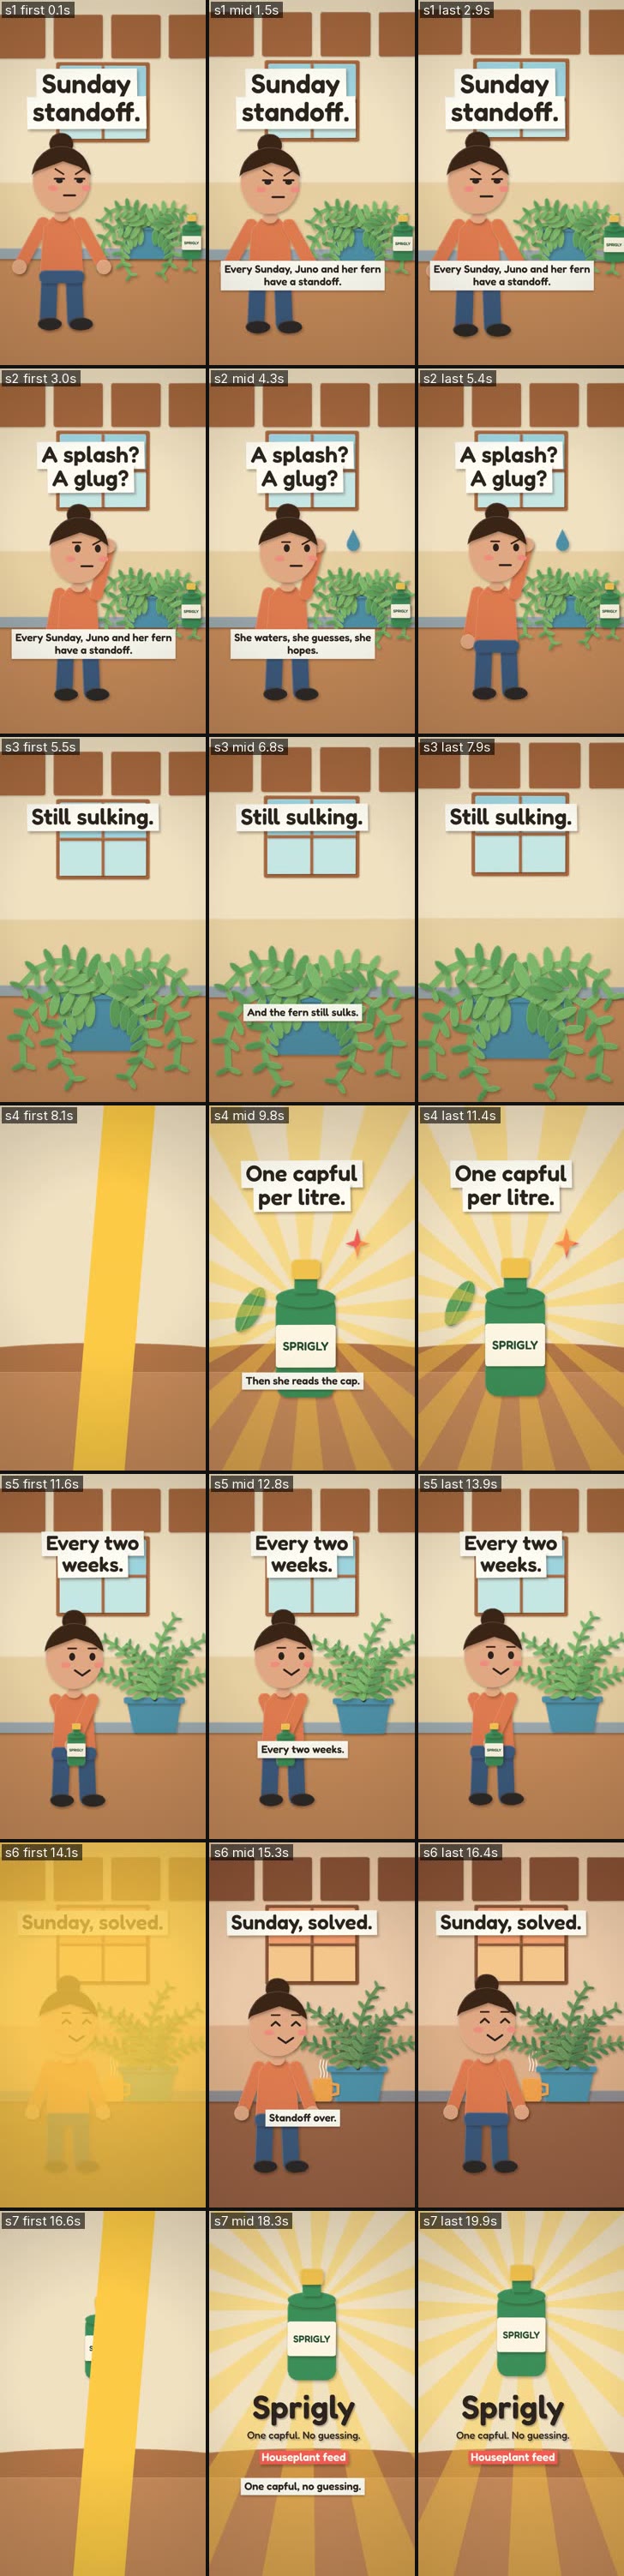 s1 first 0.1s
Sunday
standoff.
SPRIGLY
s1 mid 1.5s
Sunday
standoff.
SPRIGLY
Every Sunday, Juno and her fern
have a standoff.
s1 last 2.9s
Sunday
standoff.
SPRIGLY
Every Sunday, Juno and her fern
have a standoff.
s2 first 3.0s
A splash?
A glug?
SPRIGLY
Every Sunday, Juno and her fern
have a standoff.
s2 mid 4.3s
A splash?
A glug?
SPRIGLY
She waters, she guesses, she
hopes.
s2 last 5.4s
A splash?
A glug?
SPRIGLY
s3 first 5.5s
Still sulking.
s3 mid 6.8s
Still sulking.
And the fern still sulks.
s3 last 7.9s
Still sulking.
s4 first 8.1s
s4 mid 9.8s
One capful
per litre.
SPRIGLY
Then she reads the cap.
s4 last 11.4s
One capful
per litre.
SPRIGLY
s5 first 11.6s
Every two
weeks.
SPRIGLY
s5 mid 12.8s
Every two
weeks.
Every two weeks.
s5 last 13.9s
Every two
weeks.
SPRIGLY
s6 first 14.1s
Sunday, solved.
s6 mid 15.3s
Sunday, solved.
Standoff over.
s6 last 16.4s
Sunday, solved.
s7 first 16.6s
S
s7 mid 18.3s
SPRIGLY
Sprigly
One capful. No guessing.
Houseplant feed
One capful, no guessing.
s7 last 19.9s
SPRIGLY
Sprigly
One capful. No guessing.
Houseplant feed